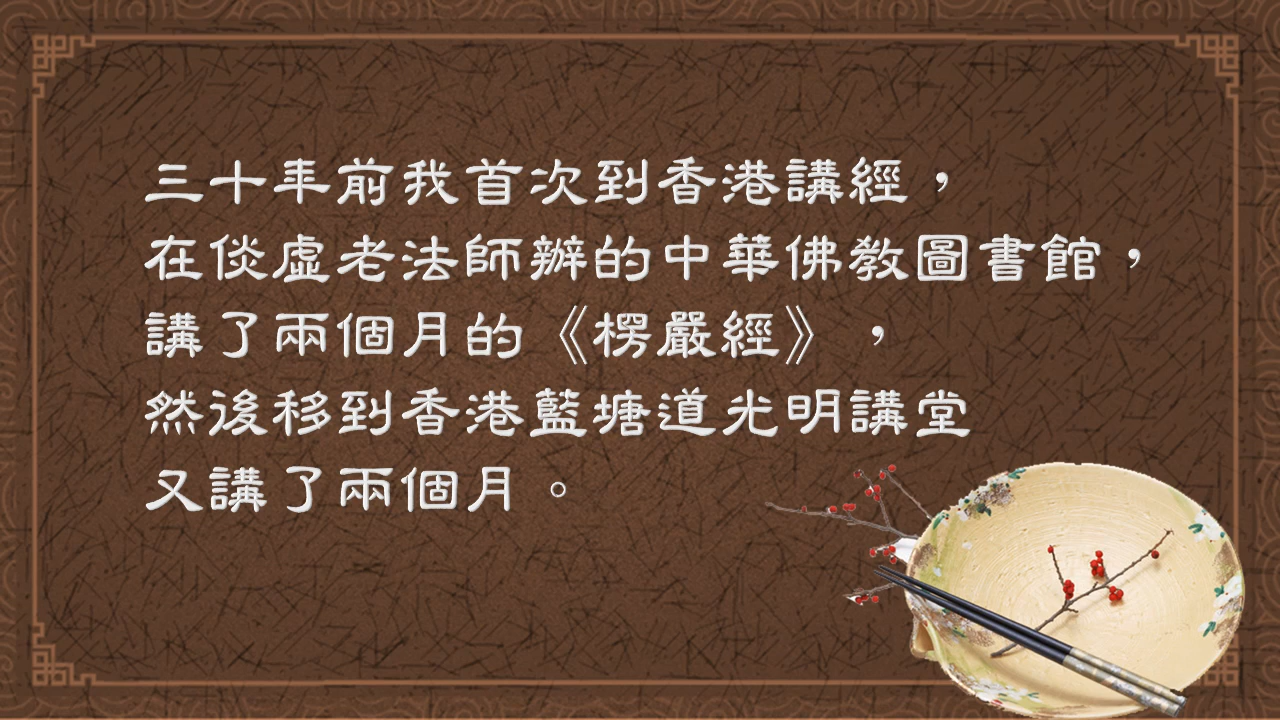 三十年前我首次到香港講經，
在倓虛老法師辦的中華佛教圖書館，
講了兩個月的《楞嚴經》，
然後移到香港藍塘道光明講堂
又講了兩個月。